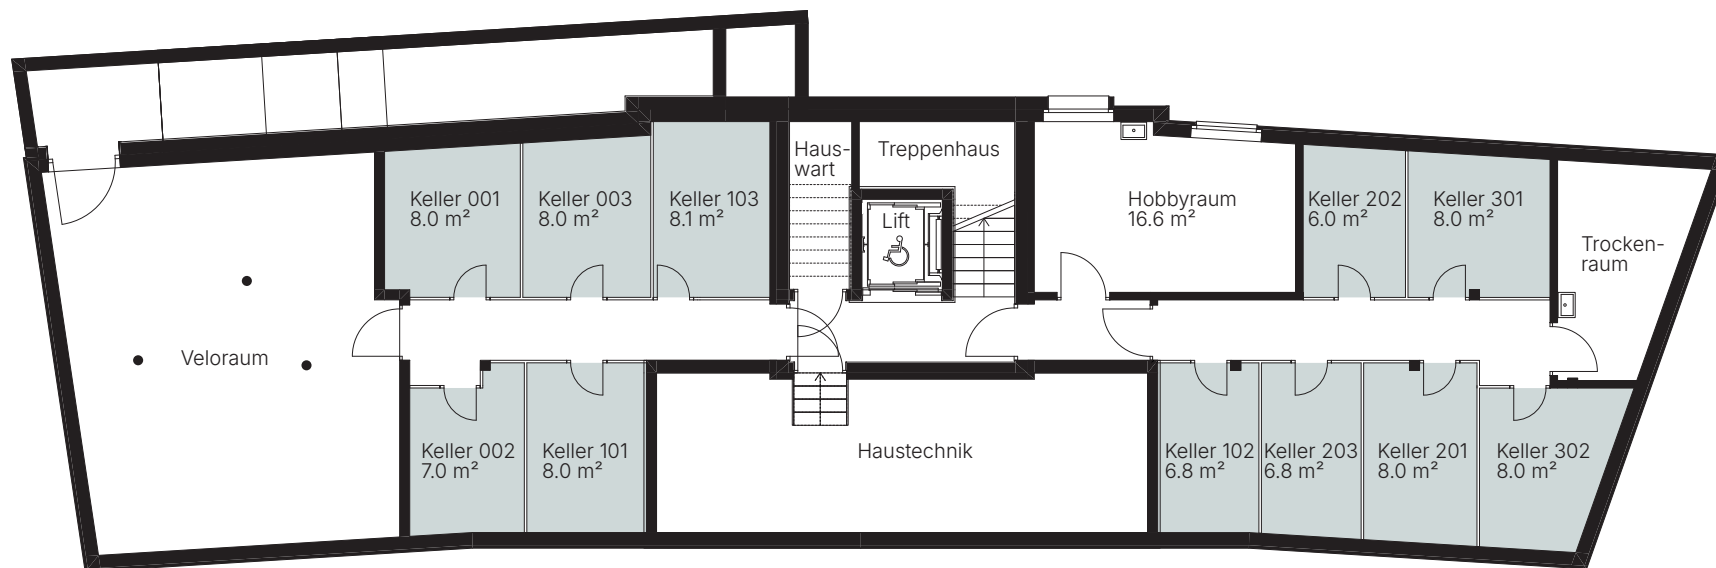 Haus-
wart
Treppenhaus
Keller 001
8.0 m²
Keller 003
8.0 m²
Keller 103
8.1 m²
Lift
Hobbyraum
16.6 m²
Keller 202
6.0 m²
Keller 301
8.0 m²
Trocken-
raum
Veloraum
Keller 002
7.0 m²
Keller 101
8.0 m²
Haustechnik
Keller 102
6.8 m²
Keller 203
6.8 m²
Keller 201
8.0 m²
Keller 302
8.0 m²